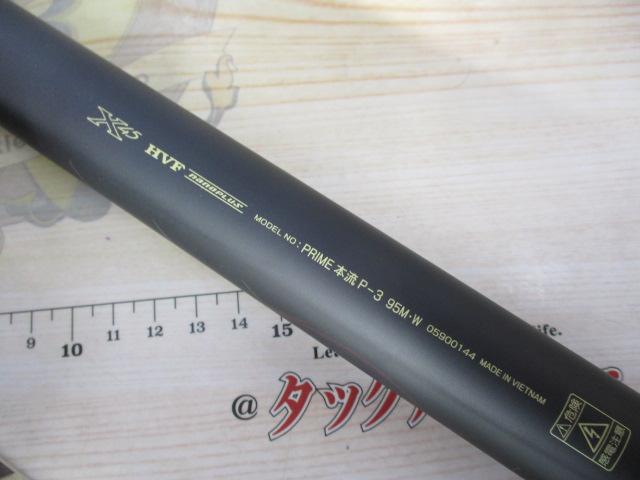 X45 HVF nanoPLUS
MODEL NO: PRIME 本流 P-3 95M·W 05900144 MADE IN VIETNAM
危険
感電注意
9 10 11 12 13 14 15
@タック